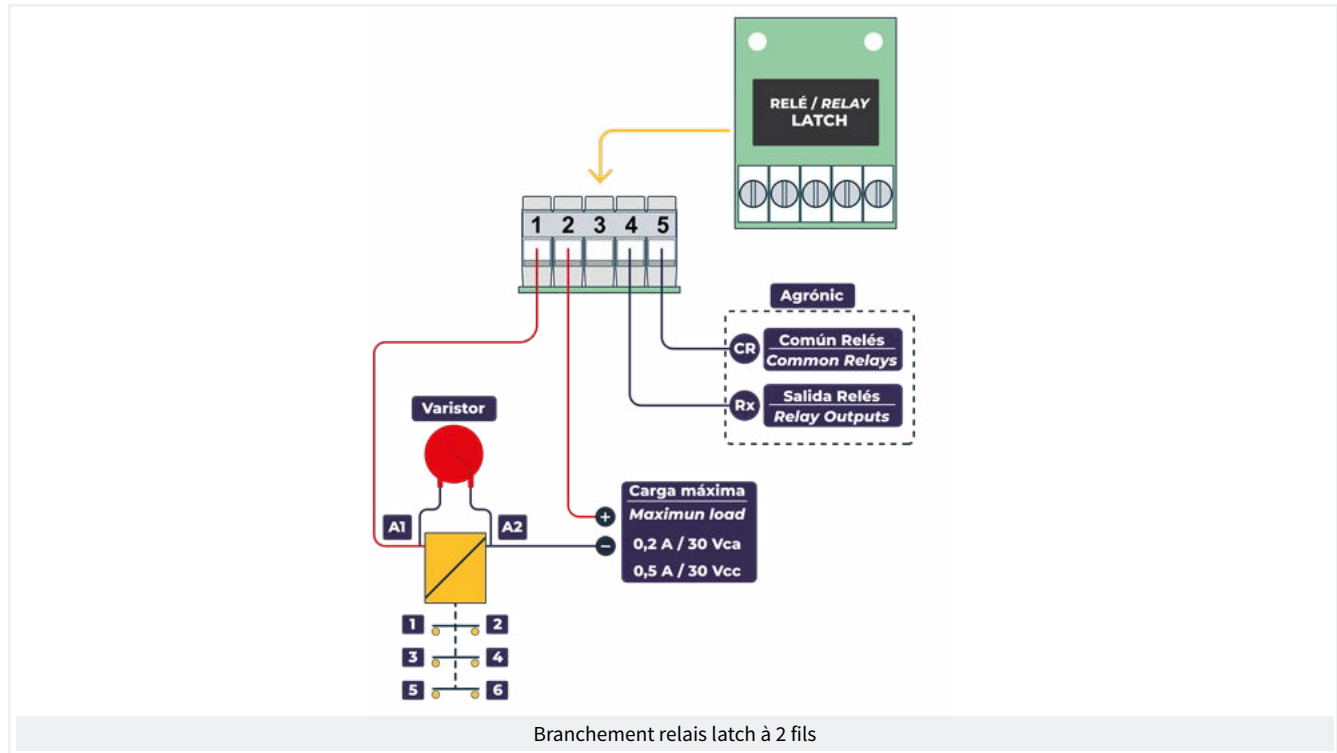 RELÉ / RELAY
LATCH
1 2 3 4 5
Agrónic
CR
Común Relés
Common Relays
Rx
Salida Relés
Relay Outputs
Varistor
A1
A2
+
−
Carga máxima
Maximun load
0,2 A / 30 Vca
0,5 A / 30 Vcc
1 2
3 4
5 6
Branchement relais latch à 2 fils